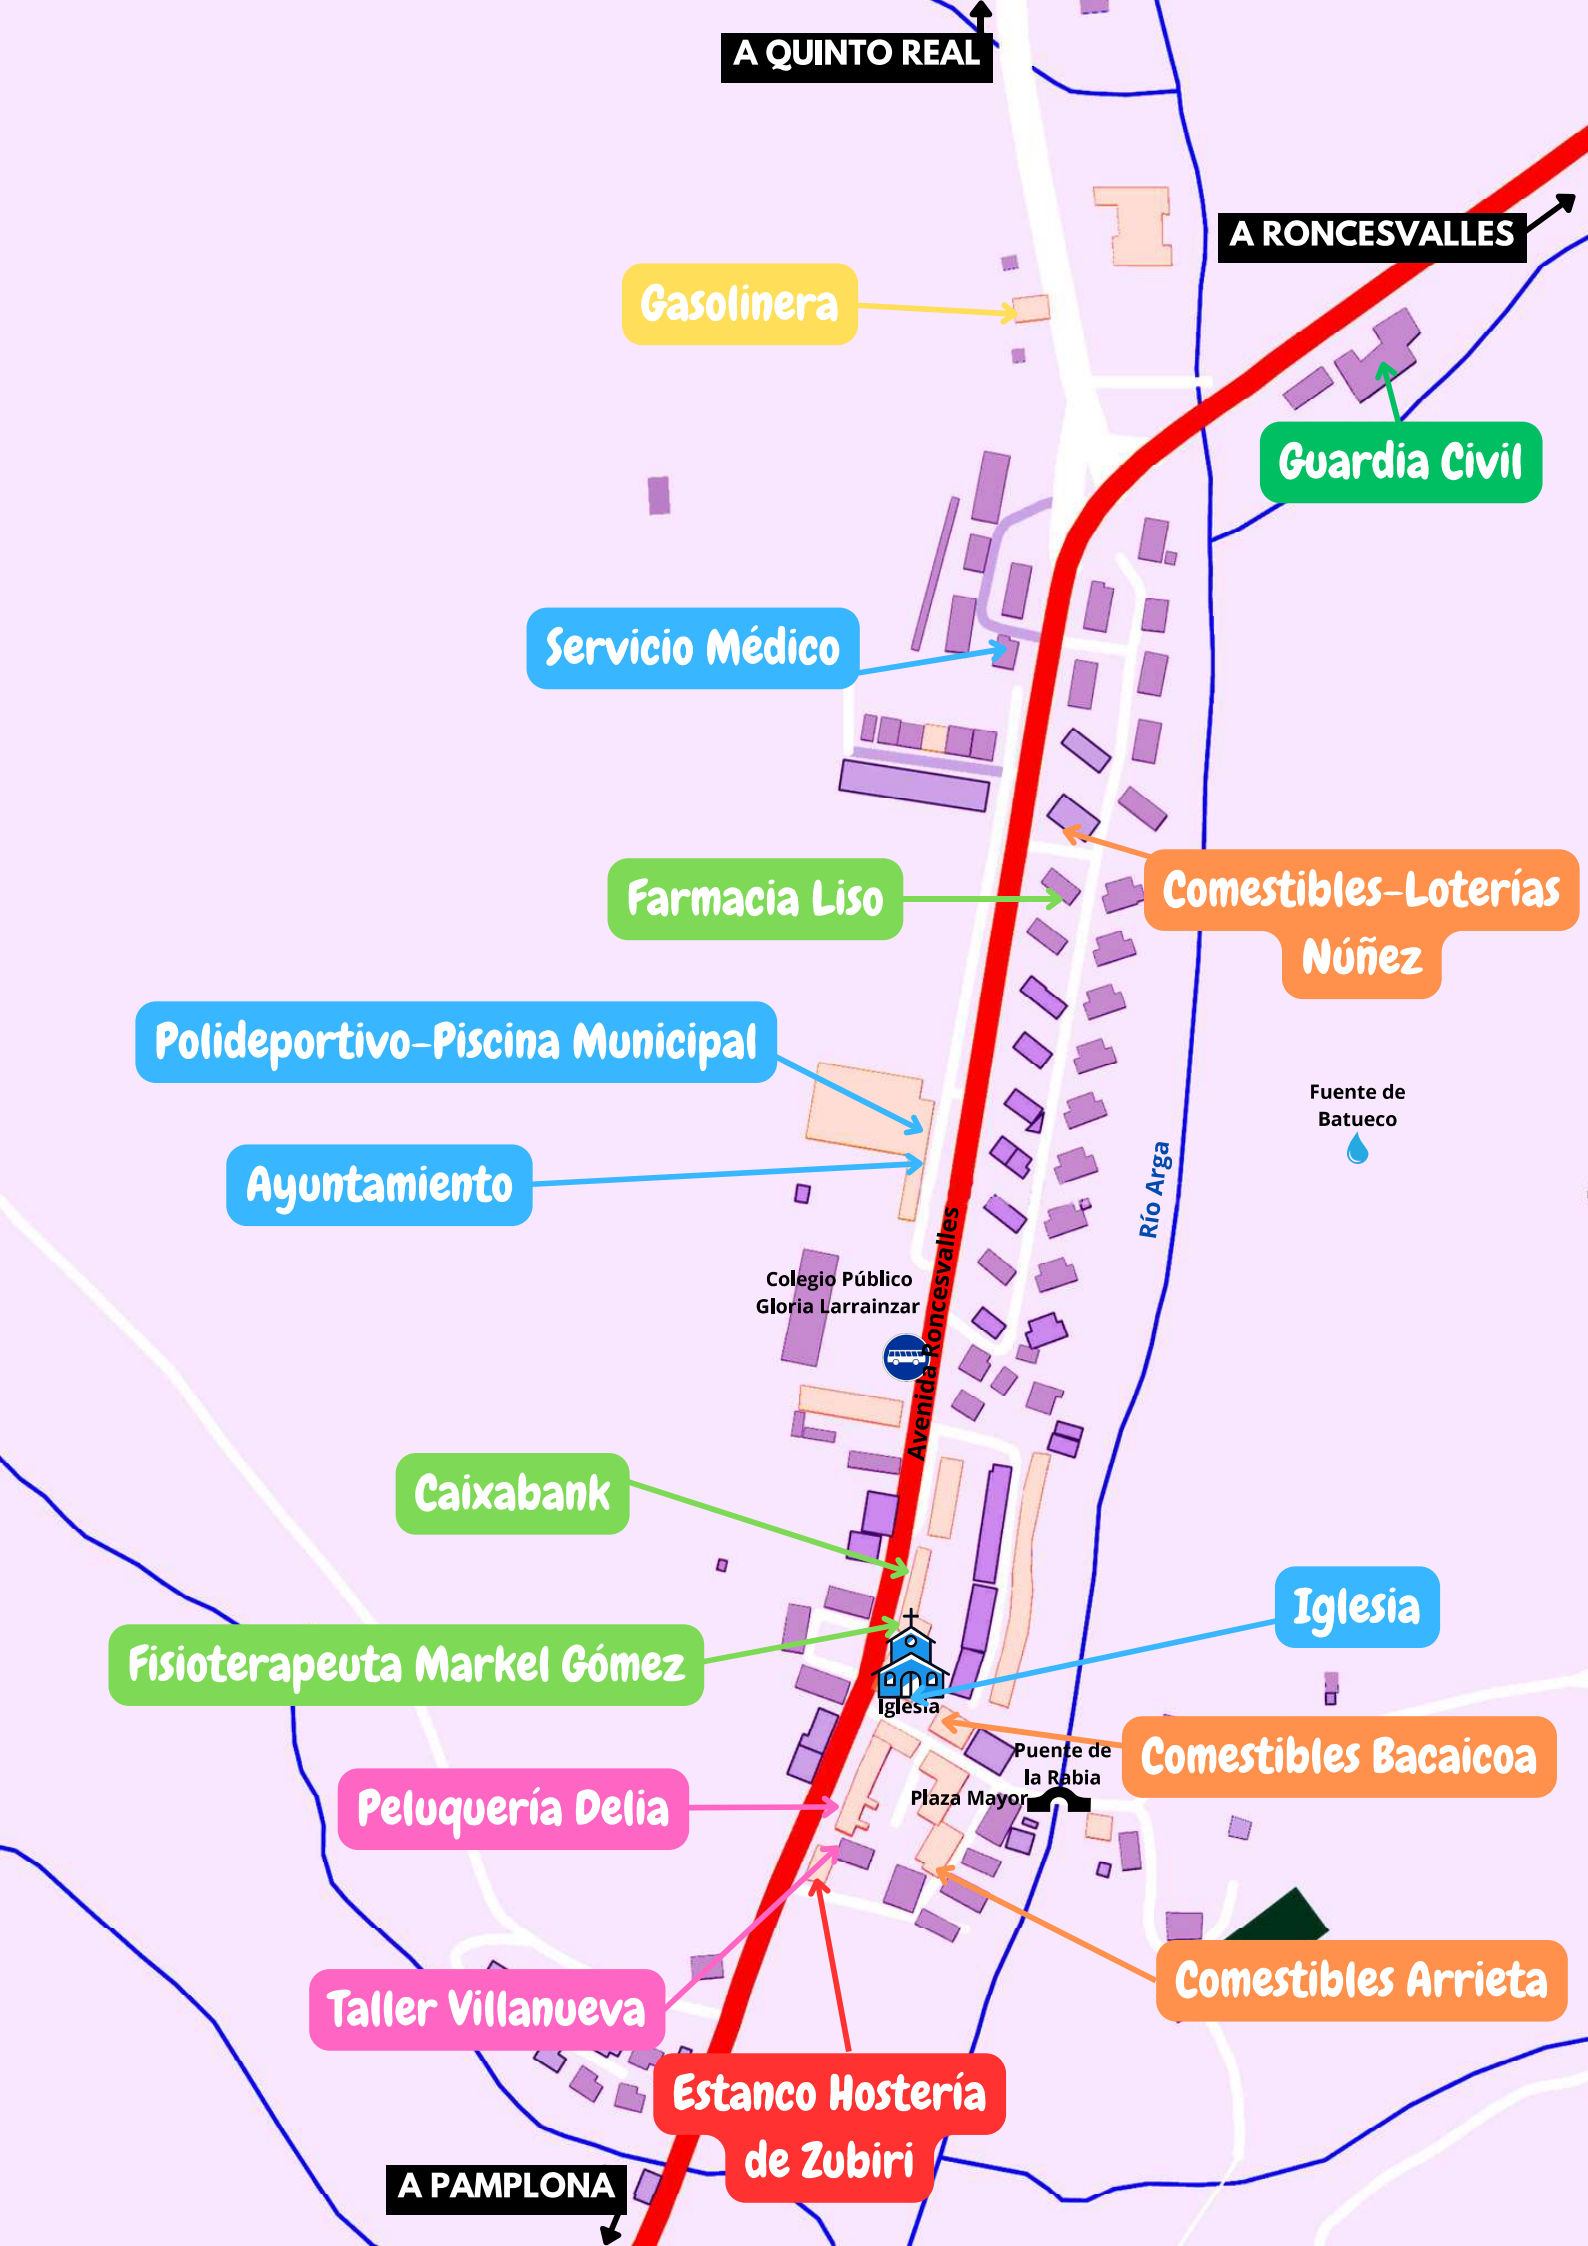 A QUINTO REAL
A RONCESVALLES
Gasolinera
Guardia Civil
Servicio Médico
Farmacia Liso
Comestibles-Loterías
Núñez
Polideportivo-Piscina Municipal
Fuente de
Batueco
Ayuntamiento
Río Arga
Avenida Roncesvalles
Colegio Público
Gloria Larrainzar
Caixabank
Iglesia
Fisioterapeuta Markel Gómez
Iglesia
Comestibles Bacaicoa
Puente de
la Rabia
Plaza Mayor
Peluquería Delia
Comestibles Arrieta
Taller Villanueva
Estanco Hostería
de Zubiri
A PAMPLONA